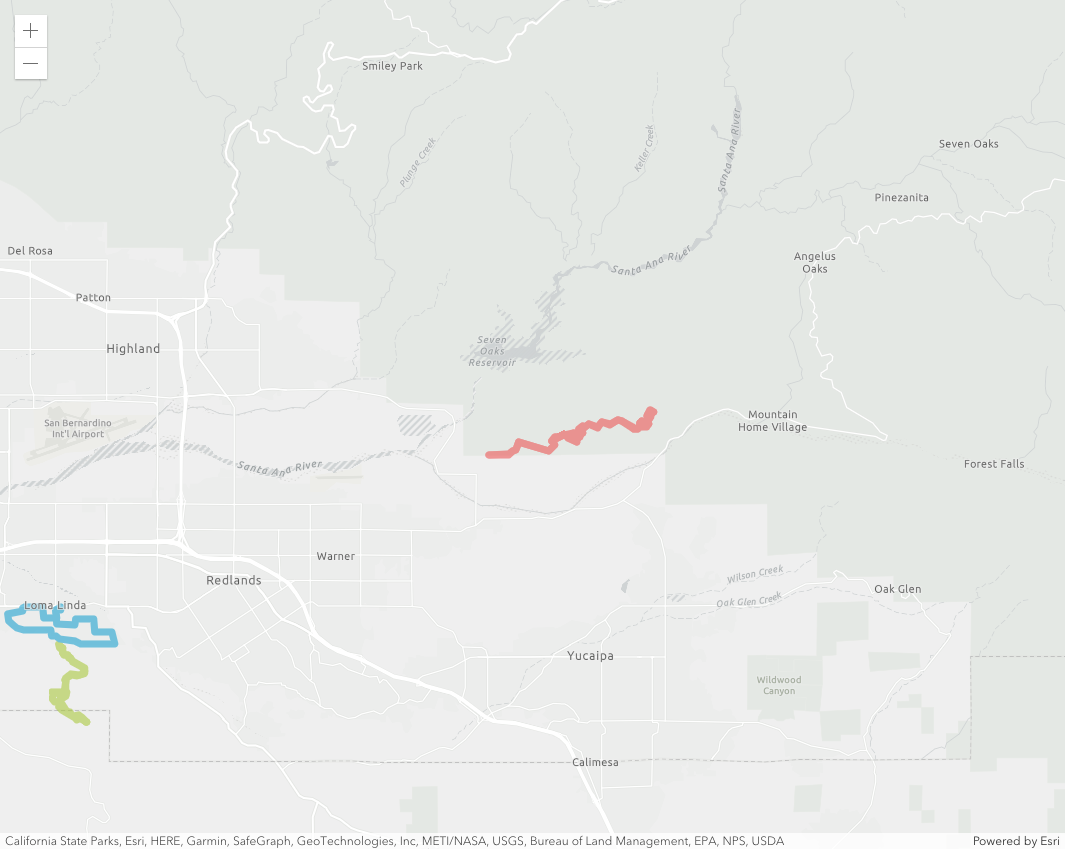 +
−
Smiley Park
Plunge Creek
Keller Creek
Santa Ana River
Seven Oaks
Pinezanita
Del Rosa
Angelus
Oaks
Santa Ana River
Patton
Highland
Seven
Oaks
Reservoir
San Bernardino
Int'l Airport
Mountain
Home Village
Santa Ana River
Forest Falls
Warner
Redlands
Wilson Creek
Oak Glen Creek
Oak Glen
Loma Linda
Yucaipa
Wildwood
Canyon
Calimesa
California State Parks, Esri, HERE, Garmin, SafeGraph, GeoTechnologies, Inc, METI/NASA, USGS, Bureau of Land Management, EPA, NPS, USDA
Powered by Esri